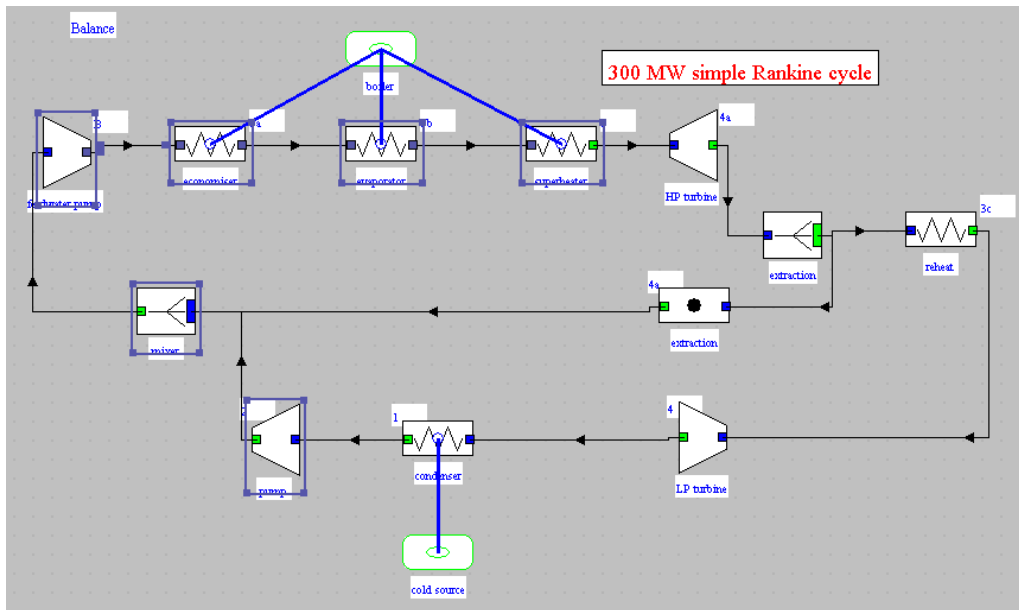 Balance
300 MW simple Rankine cycle
boiler
3
a
b
4a
economiser
evaporator
superheater
HP turbine
feedwater pump
3c
extraction
reheat
4a
extraction
mixer
2
1
4
pump
condenser
LP turbine
cold source